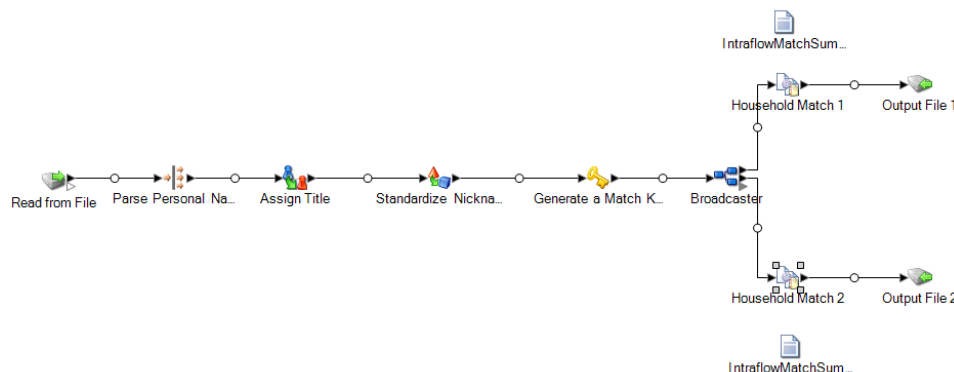 IntraflowMatchSum...
Household Match 1
Output File 1
Read from File
Parse Personal Na...
Assign Title
Standardize Nickna...
Generate a Match K...
Broadcaster
Household Match 2
Output File 2
IntraflowMatchSum...